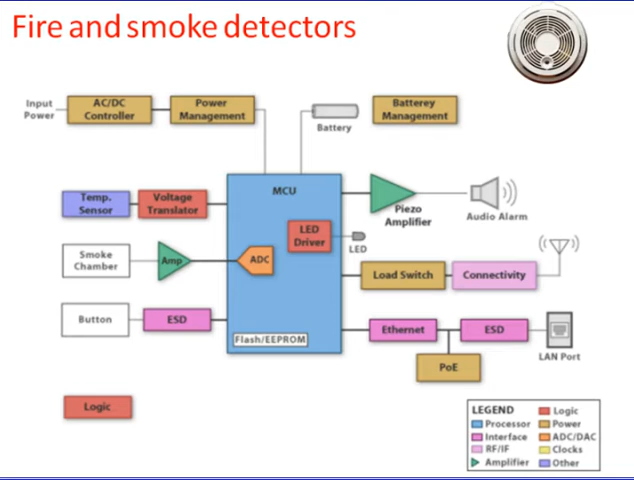 Fire and smoke detectors
Input
Power
AC/DC
Controller
Power
Management
Battery
Batterey
Management
MCU
Temp.
Sensor
Voltage
Translator
LED
Driver
LED
Piezo
Amplifier
Audio Alarm
Smoke
Chamber
Amp
ADC
Load Switch
Connectivity
Button
ESD
Flash/EEPROM
Ethernet
ESD
LAN Port
PoE
Logic
LEGEND
Processor
Interface
RF/IF
Amplifier
Logic
Power
ADC/DAC
Clocks
Other